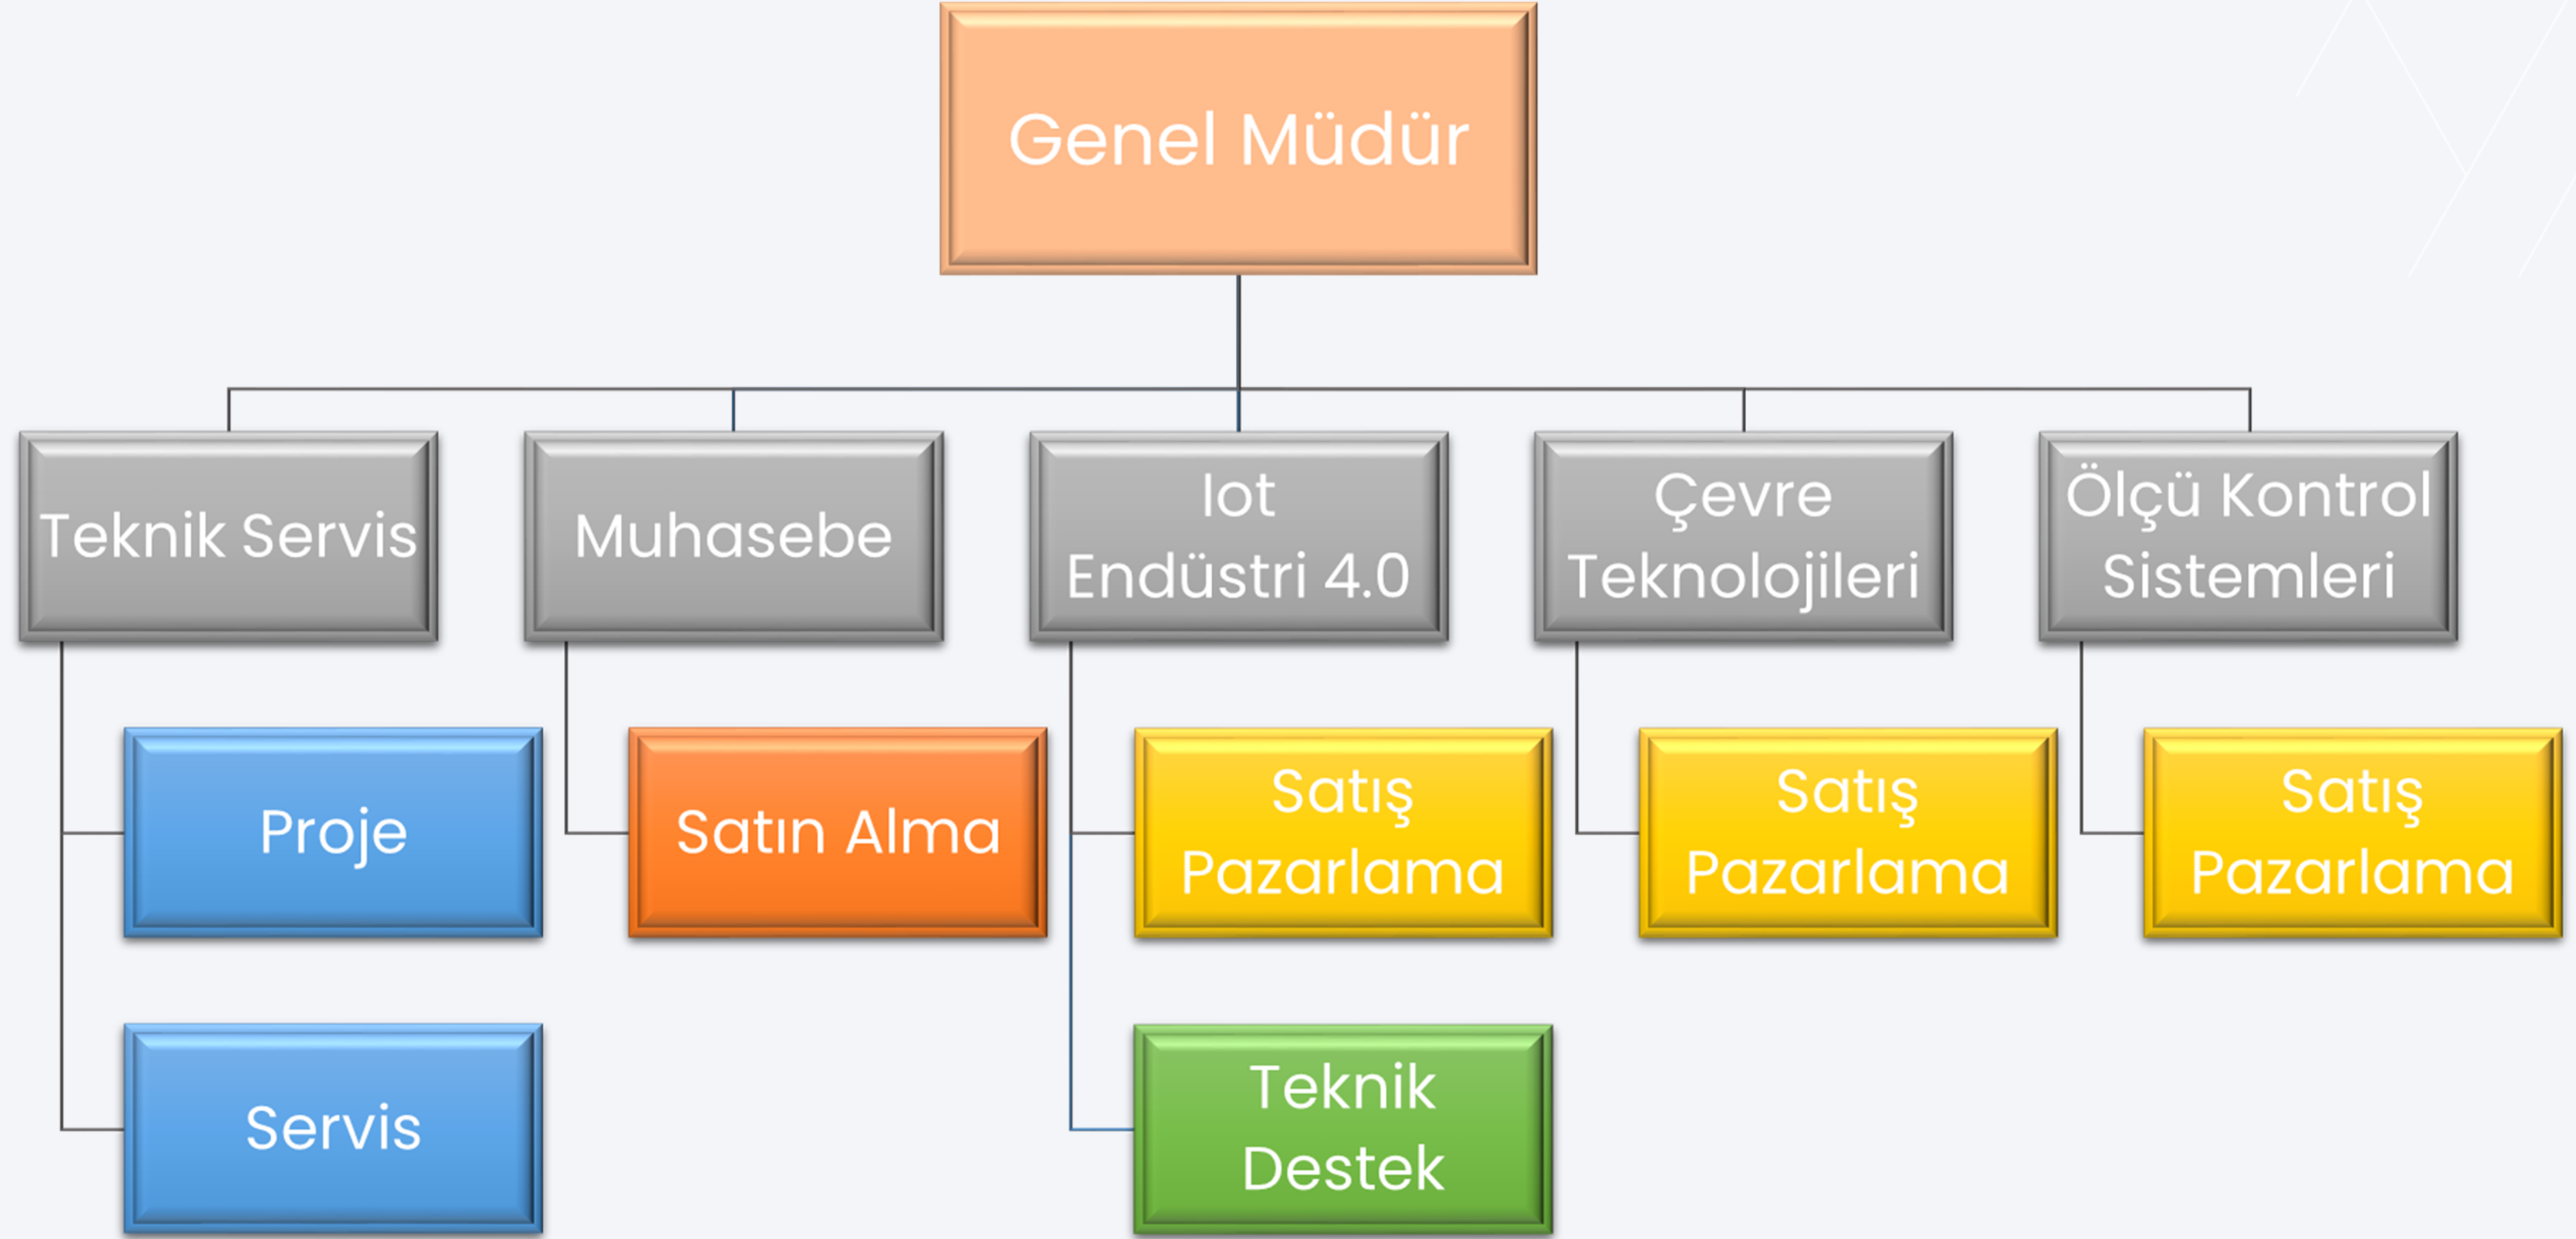 Genel Müdür
Teknik Servis
Muhasebe
Iot
Endüstri 4.0
Çevre
Teknolojileri
Ölçü Kontrol
Sistemleri
Proje
Satın Alma
Satış
Pazarlama
Satış
Pazarlama
Satış
Pazarlama
Servis
Teknik
Destek